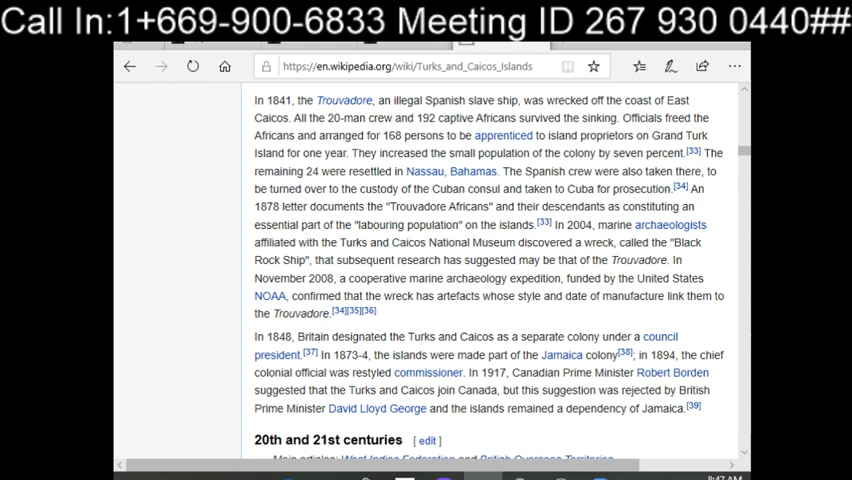 Call In:1+669-900-6833 Meeting ID 267 930 0440##
https://en.wikipedia.org/wiki/Turks_and_Caicos_Islands
In 1841, the Trouvadore, an illegal Spanish slave ship, was wrecked off the coast of East
Caicos. All the 20-man crew and 192 captive Africans survived the sinking. Officials freed the
Africans and arranged for 168 persons to be apprenticed to island proprietors on Grand Turk
Island for one year. They increased the small population of the colony by seven percent.[33] The
remaining 24 were resettled in Nassau, Bahamas. The Spanish crew were also taken there, to
be turned over to the custody of the Cuban consul and taken to Cuba for prosecution.[34] An
1878 letter documents the "Trouvadore Africans" and their descendants as constituting an
essential part of the "labouring population" on the islands.[33] In 2004, marine archaeologists
affiliated with the Turks and Caicos National Museum discovered a wreck, called the "Black
Rock Ship", that subsequent research has suggested may be that of the Trouvadore. In
November 2008, a cooperative marine archaeology expedition, funded by the United States
NOAA, confirmed that the wreck has artefacts whose style and date of manufacture link them to
the Trouvadore.[34][35][36]
In 1848, Britain designated the Turks and Caicos as a separate colony under a council
president.[37] In 1873-4, the islands were made part of the Jamaica colony[38]; in 1894, the chief
colonial official was restyled commissioner. In 1917, Canadian Prime Minister Robert Borden
suggested that the Turks and Caicos join Canada, but this suggestion was rejected by British
Prime Minister David Lloyd George and the islands remained a dependency of Jamaica.[39]
20th and 21st centuries [ edit ]
Main articles: West Indies Federation and British Overseas Territories
8:47 AM